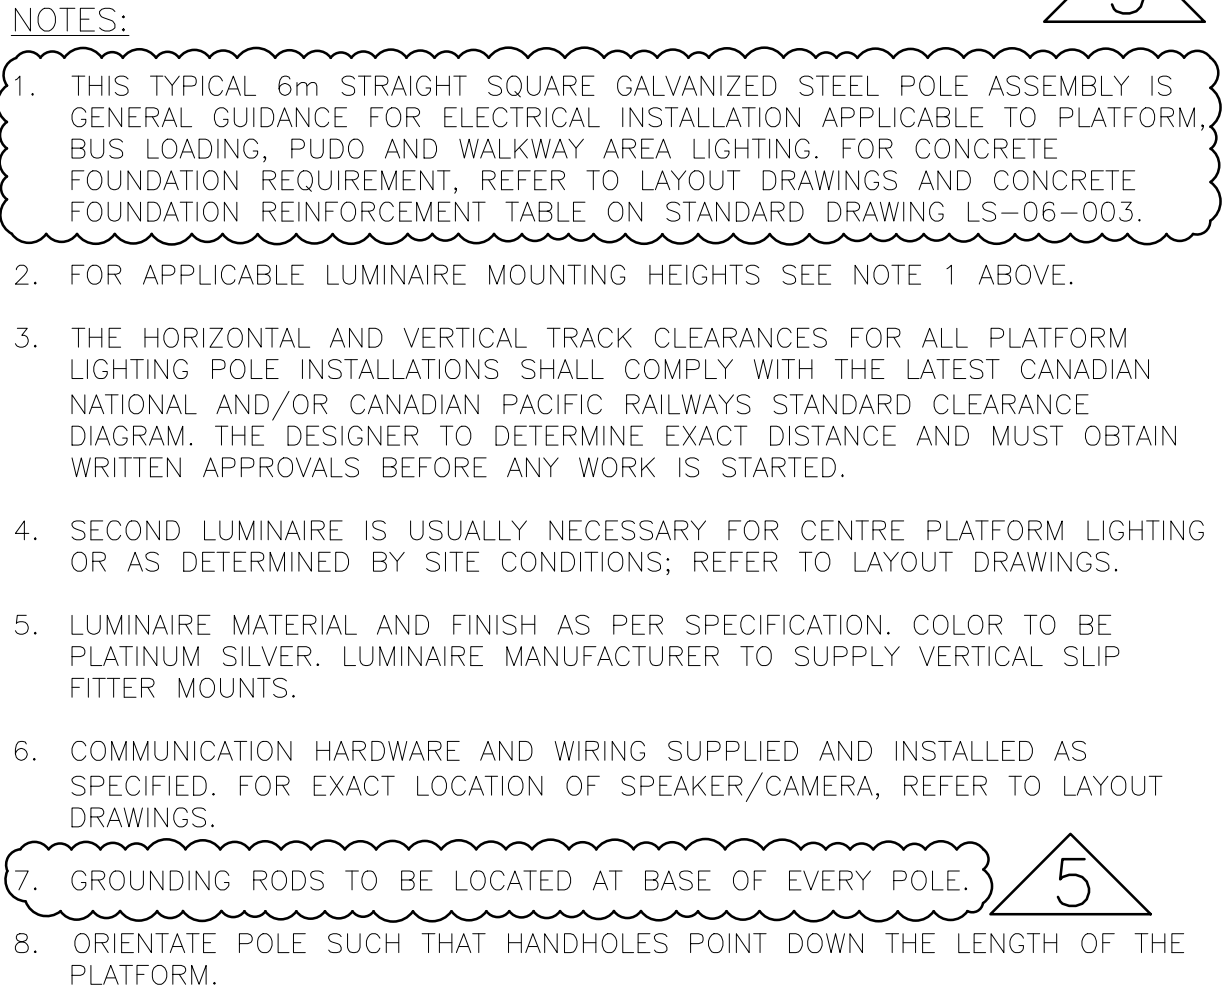 NOTES:
1. THIS TYPICAL 6m STRAIGHT SQUARE GALVANIZED STEEL POLE ASSEMBLY IS
GENERAL GUIDANCE FOR ELECTRICAL INSTALLATION APPLICABLE TO PLATFORM,
BUS LOADING, PUDO AND WALKWAY AREA LIGHTING. FOR CONCRETE
FOUNDATION REQUIREMENT, REFER TO LAYOUT DRAWINGS AND CONCRETE
FOUNDATION REINFORCEMENT TABLE ON STANDARD DRAWING LS-06-003.
2. FOR APPLICABLE LUMINAIRE MOUNTING HEIGHTS SEE NOTE 1 ABOVE.
3. THE HORIZONTAL AND VERTICAL TRACK CLEARANCES FOR ALL PLATFORM
LIGHTING POLE INSTALLATIONS SHALL COMPLY WITH THE LATEST CANADIAN
NATIONAL AND/OR CANADIAN PACIFIC RAILWAYS STANDARD CLEARANCE
DIAGRAM. THE DESIGNER TO DETERMINE EXACT DISTANCE AND MUST OBTAIN
WRITTEN APPROVALS BEFORE ANY WORK IS STARTED.
4. SECOND LUMINAIRE IS USUALLY NECESSARY FOR CENTRE PLATFORM LIGHTING
OR AS DETERMINED BY SITE CONDITIONS; REFER TO LAYOUT DRAWINGS.
5. LUMINAIRE MATERIAL AND FINISH AS PER SPECIFICATION. COLOR TO BE
PLATINUM SILVER. LUMINAIRE MANUFACTURER TO SUPPLY VERTICAL SLIP
FITTER MOUNTS.
6. COMMUNICATION HARDWARE AND WIRING SUPPLIED AND INSTALLED AS
SPECIFIED. FOR EXACT LOCATION OF SPEAKER/CAMERA, REFER TO LAYOUT
DRAWINGS.
7. GROUNDING RODS TO BE LOCATED AT BASE OF EVERY POLE.
5
8. ORIENTATE POLE SUCH THAT HANDHOLES POINT DOWN THE LENGTH OF THE
PLATFORM.